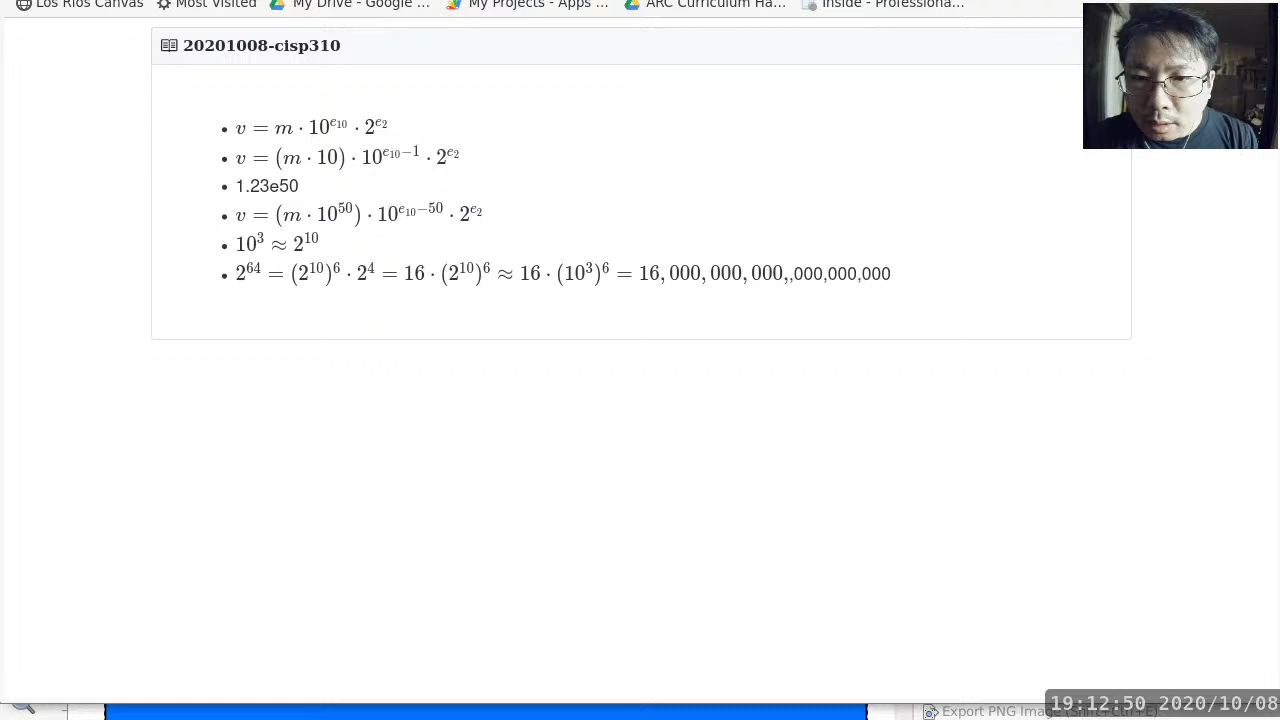 Los Rios Canvas Most Visited My Drive - Google ... My Projects - Apps ... ARC Curriculum Ha... Inside - Professiona...
20201008-cisp310
• v = m · 10^{e_{10}} · 2^{e_2}
• v = (m · 10) · 10^{e_{10}−1} · 2^{e_2}
• 1.23e50
• v = (m · 10^{50}) · 10^{e_{10}−50} · 2^{e_2}
• 10^3 ≈ 2^{10}
• 2^{64} = (2^{10})^6 · 2^4 = 16 · (2^{10})^6 ≈ 16 · (10^3)^6 = 16,000,000,000,,000,000,000
19:12:50 2020/10/08
Export PNG Image (Shift+Ctrl+E)